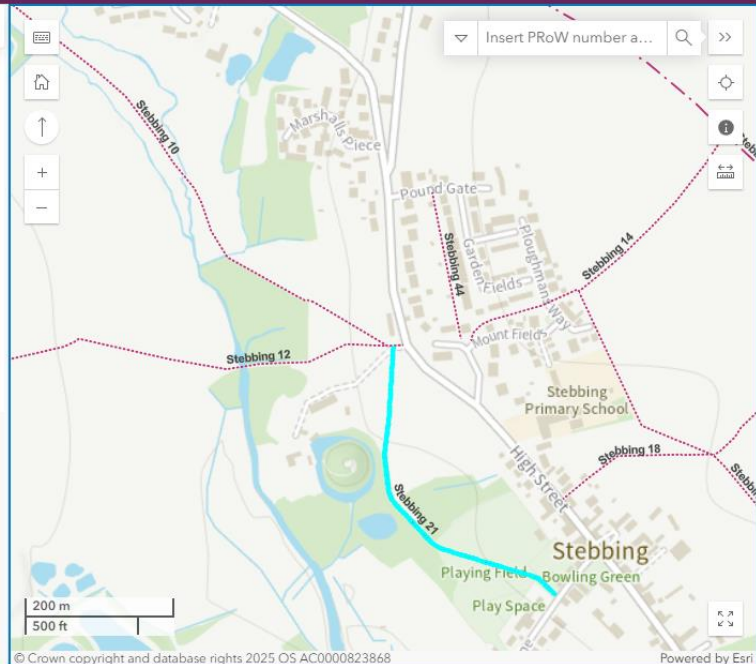 Insert PRoW number a...
Marshalls Piece
Stebbing 10
Pound Gate
Stebbing 44
Garden Fields
Ploughmans Way
Stebbing 14
Mount Field
Stebbing 12
Stebbing
Primary School
Stebbing 18
High Street
Stebbing 21
Stebbing
Playing Field
Bowling Green
Play Space
200 m
500 ft
© Crown copyright and database rights 2025 OS AC0000823868
Powered by Esri